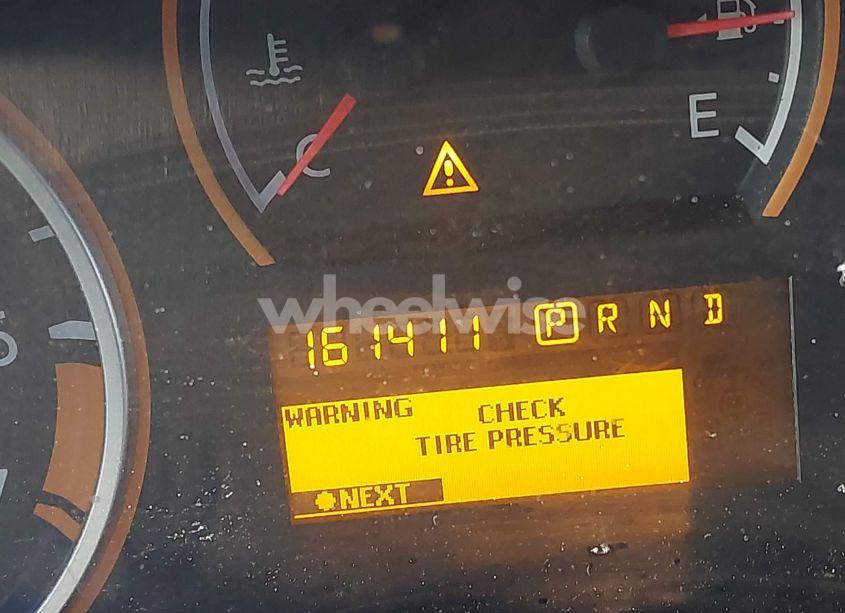 C
E
wheelwise
161411 P R N D
WARNING CHECK
TIRE PRESSURE
NEXT